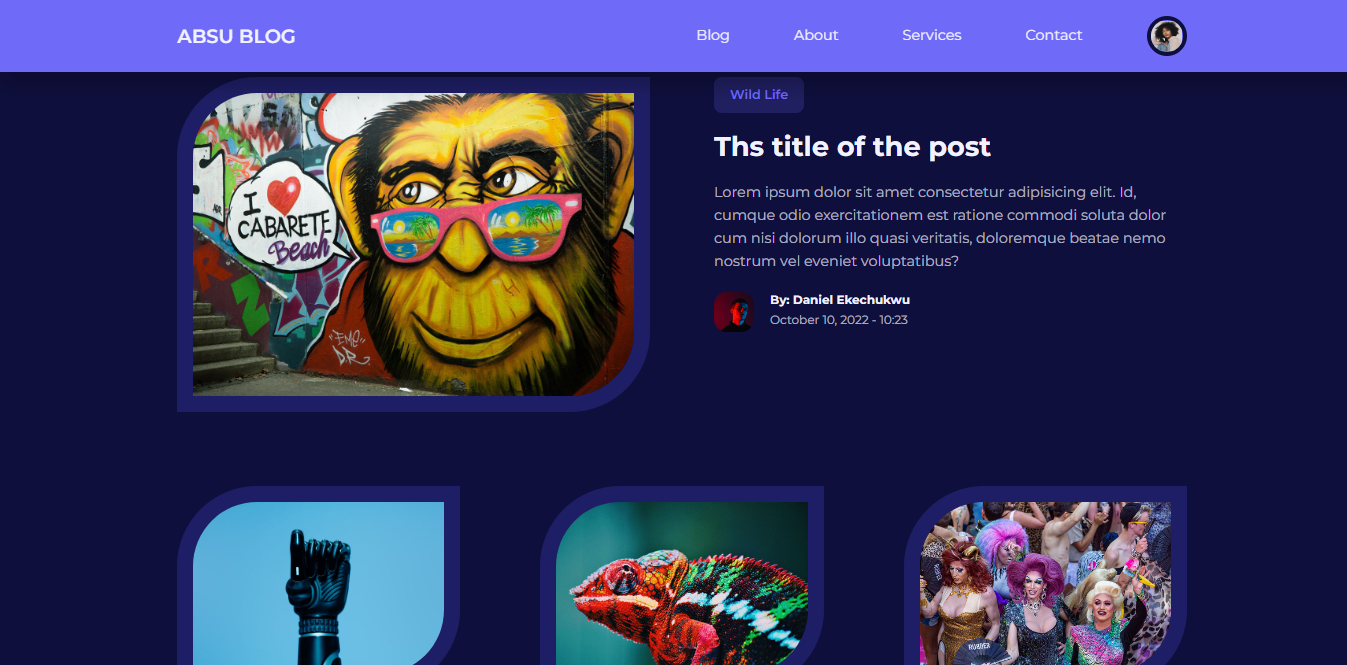 ABSU BLOG
Blog
About
Services
Contact
Wild Life
Ths title of the post
Lorem ipsum dolor sit amet consectetur adipisicing elit. Id,
cumque odio exercitationem est ratione commodi soluta dolor
cum nisi dolorum illo quasi veritatis, doloremque beatae nemo
nostrum vel eveniet voluptatibus?
By: Daniel Ekechukwu
October 10, 2022 - 10:23
I
CABARETE
Beach
"EMC"
D.R.
RUBBER